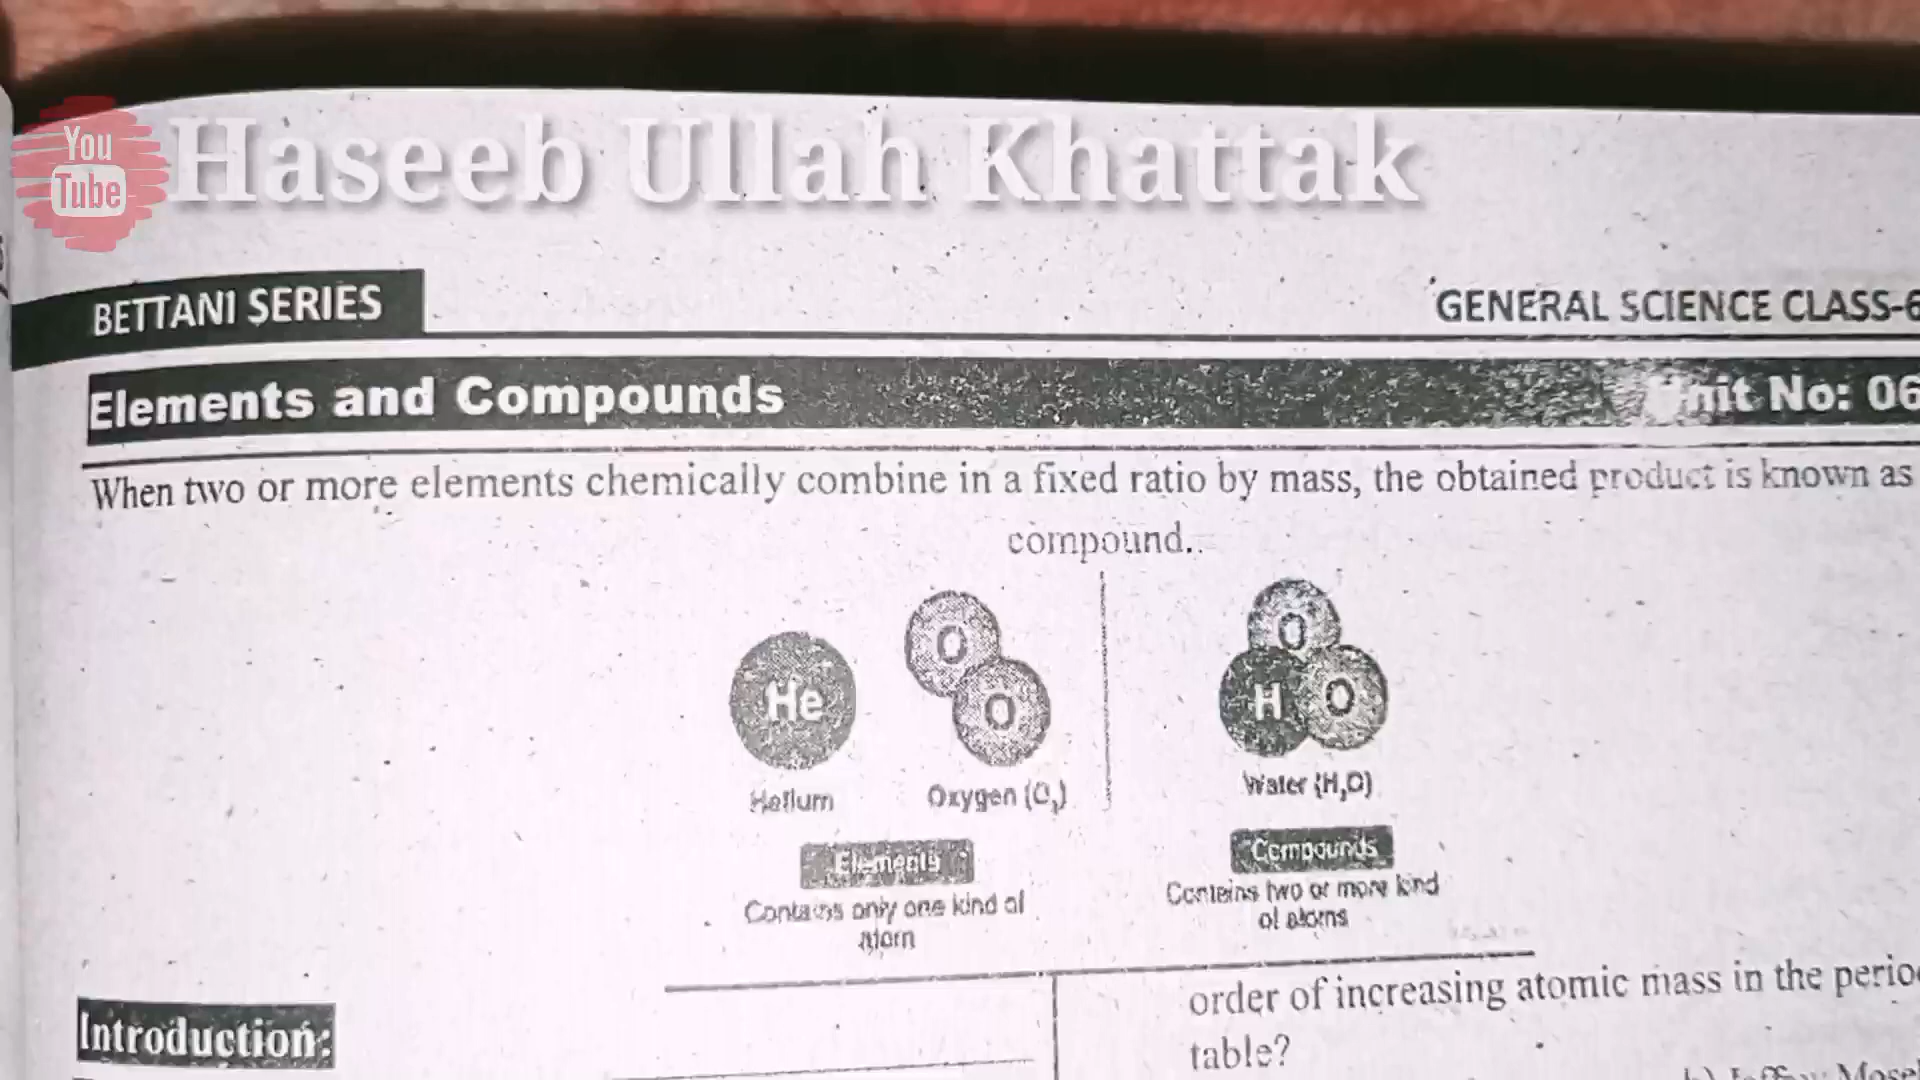 You
Tube
Haseeb Ullah Khattak
BETTANI SERIES
GENERAL SCIENCE CLASS-6
Elements and Compounds
Unit No: 06
When two or more elements chemically combine in a fixed ratio by mass, the obtained product is known as
compound.
He
O
O
O
H
O
Helium
Oxygen (O₂)
Water (H₂O)
Elements
Compounds
Contains only one kind of
atom
Contains two or more kind
of atoms
Introduction:
order of increasing atomic mass in the
table?